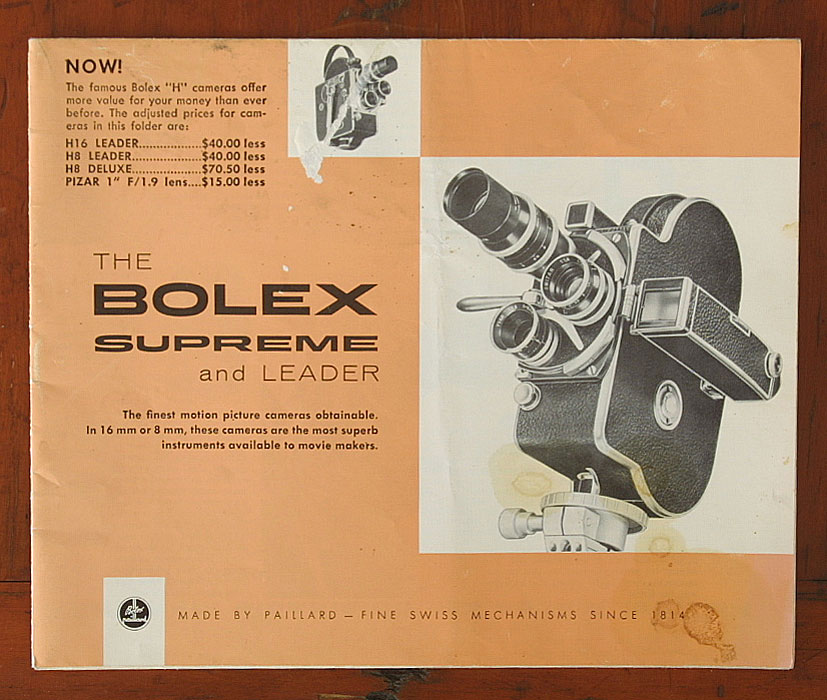 NOW!
The famous Bolex "H" cameras offer
more value for your money than ever
before. The adjusted prices for cam-
eras in this folder are:
H16 LEADER..................$40.00 less
H8 LEADER....................$40.00 less
H8 DELUXE....................$70.50 less
PIZAR 1" F/1.9 lens....$15.00 less
THE
BOLEX
SUPREME
and LEADER
The finest motion picture cameras obtainable.
In 16 mm or 8 mm, these cameras are the most superb
instruments available to movie makers.
Bolex
Paillard
MADE BY PAILLARD — FINE SWISS MECHANISMS SINCE 1814